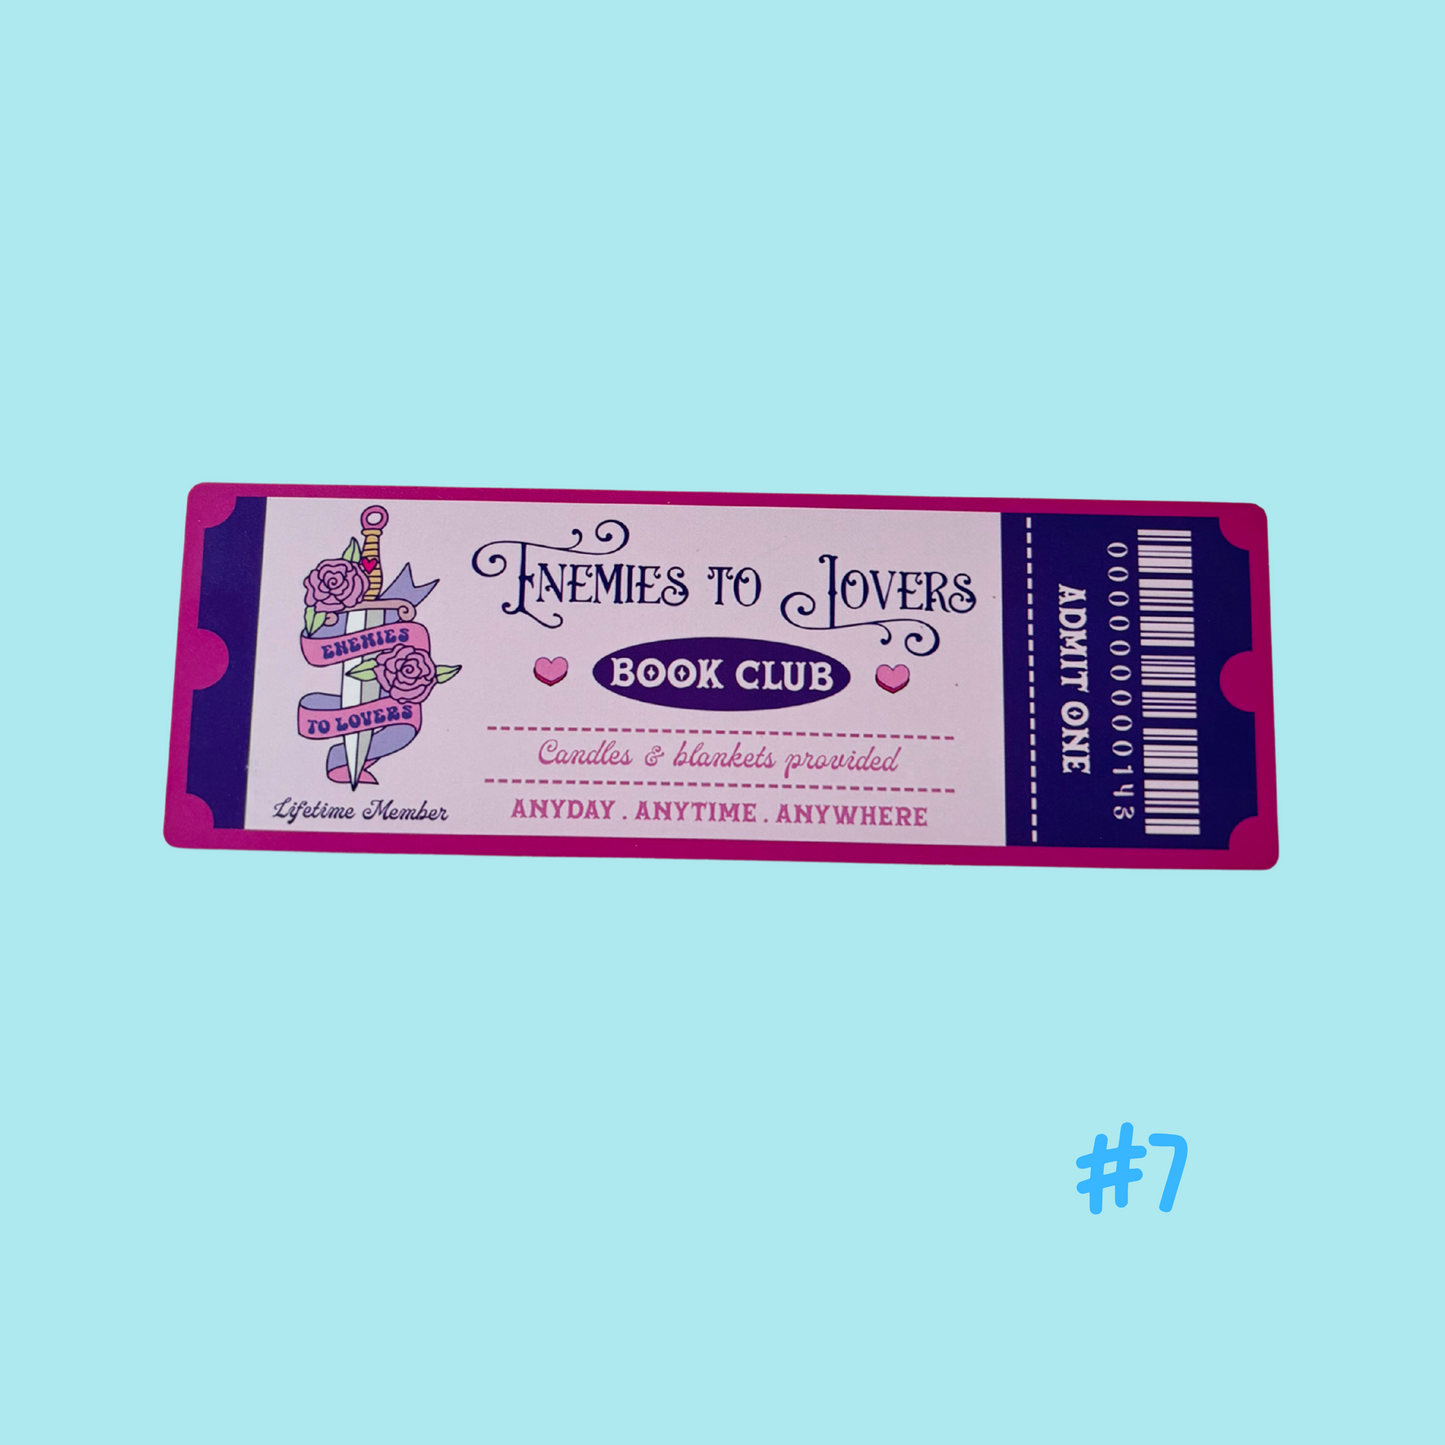 ENEMIES
TO LOVERS
Lifetime Member
ENEMIES TO LOVERS
BOOK CLUB
Candles & blankets provided
ANYDAY . ANYTIME . ANYWHERE
ADMIT ONE
0000000000143
#7